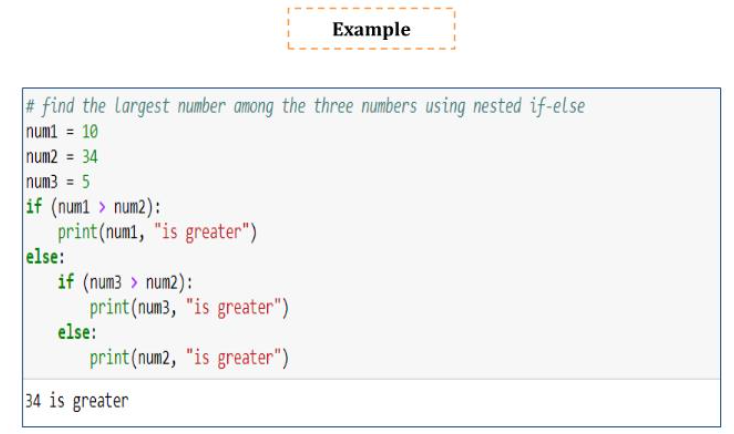 Example
# find the largest number among the three numbers using nested if-else
num1 = 10
num2 = 34
num3 = 5
if (num1 > num2):
    print(num1, "is greater")
else:
    if (num3 > num2):
        print(num3, "is greater")
    else:
        print(num2, "is greater")
34 is greater